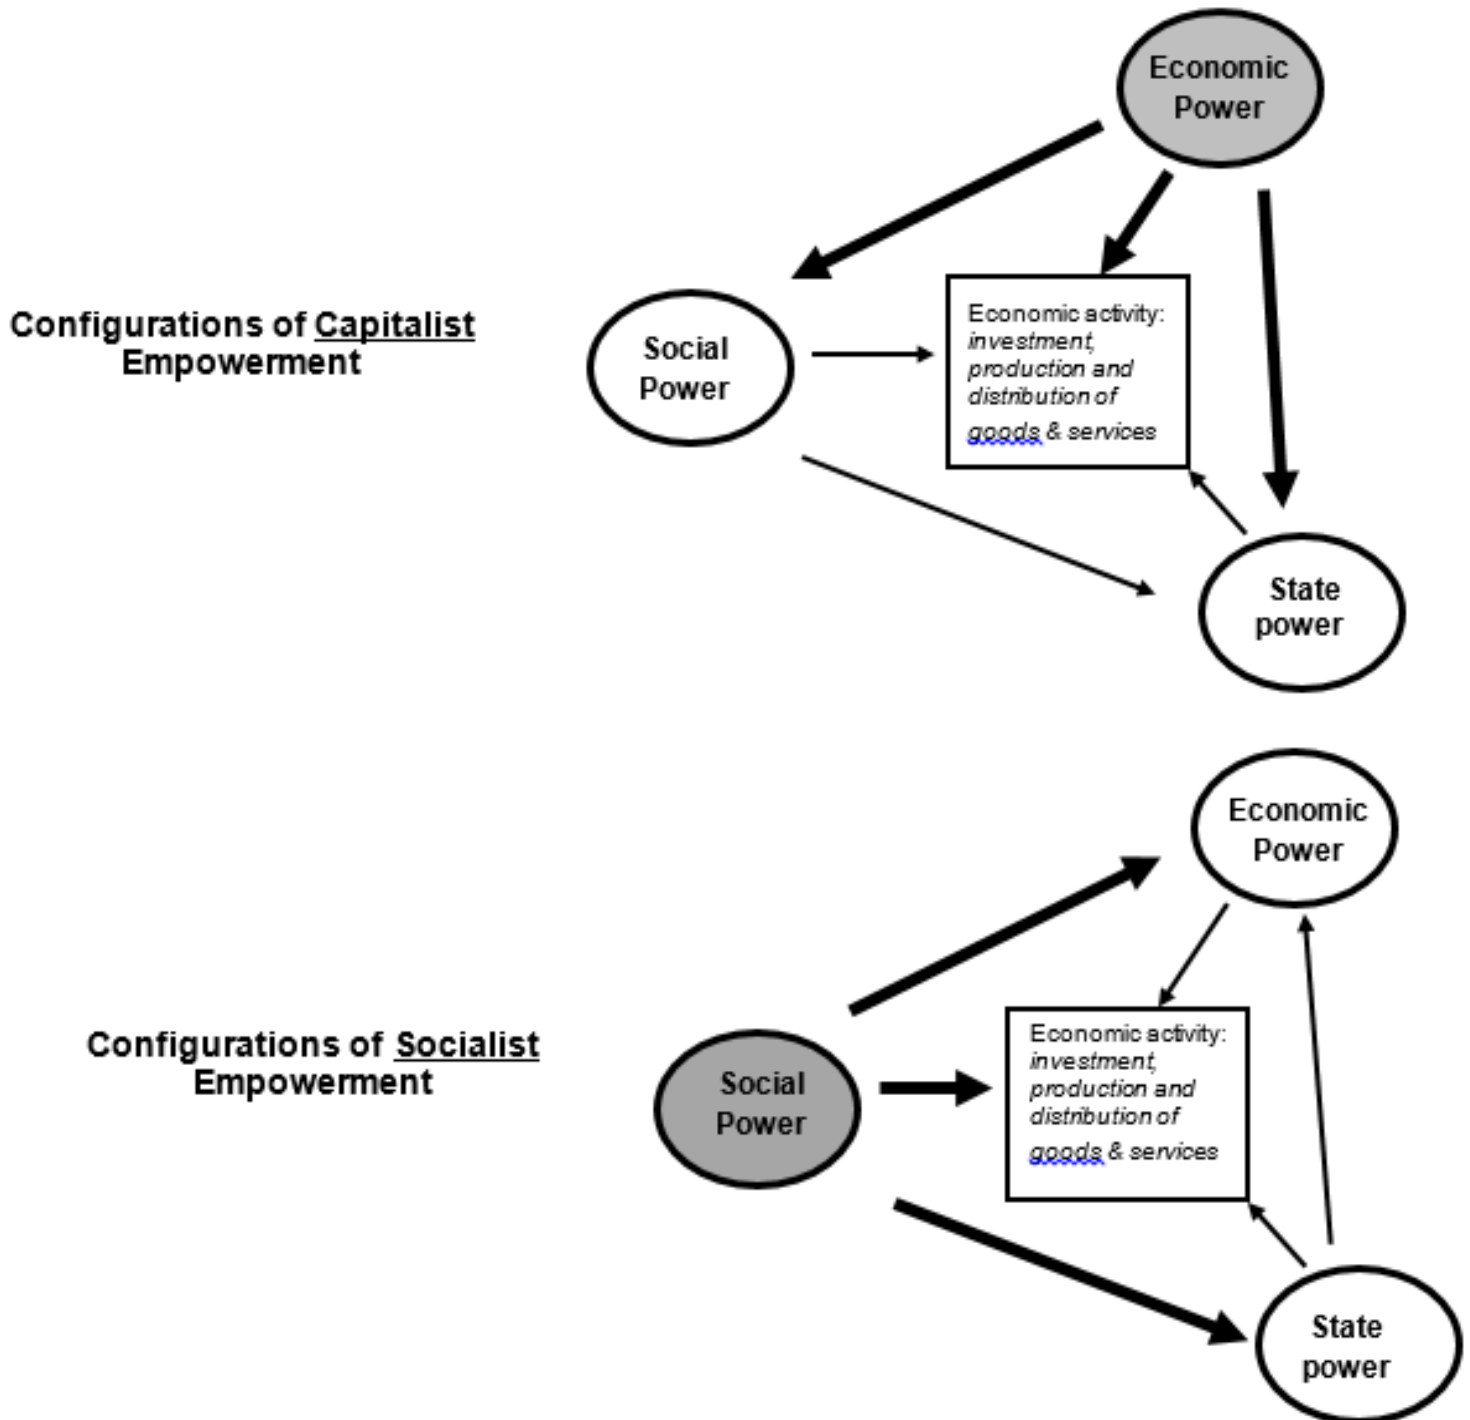 Economic
Power
Configurations of Capitalist
Empowerment
Social
Power
Economic activity:
investment,
production and
distribution of
goods & services
State
power
Economic
Power
Configurations of Socialist
Empowerment
Social
Power
Economic activity:
investment,
production and
distribution of
goods & services
State
power